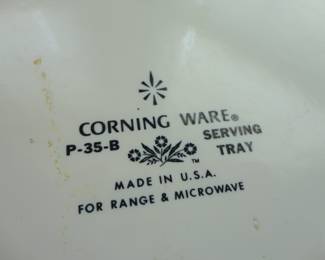 CORNING WARE®
P-35-B SERVING TRAY
™
MADE IN U.S.A.
FOR RANGE & MICROWAVE